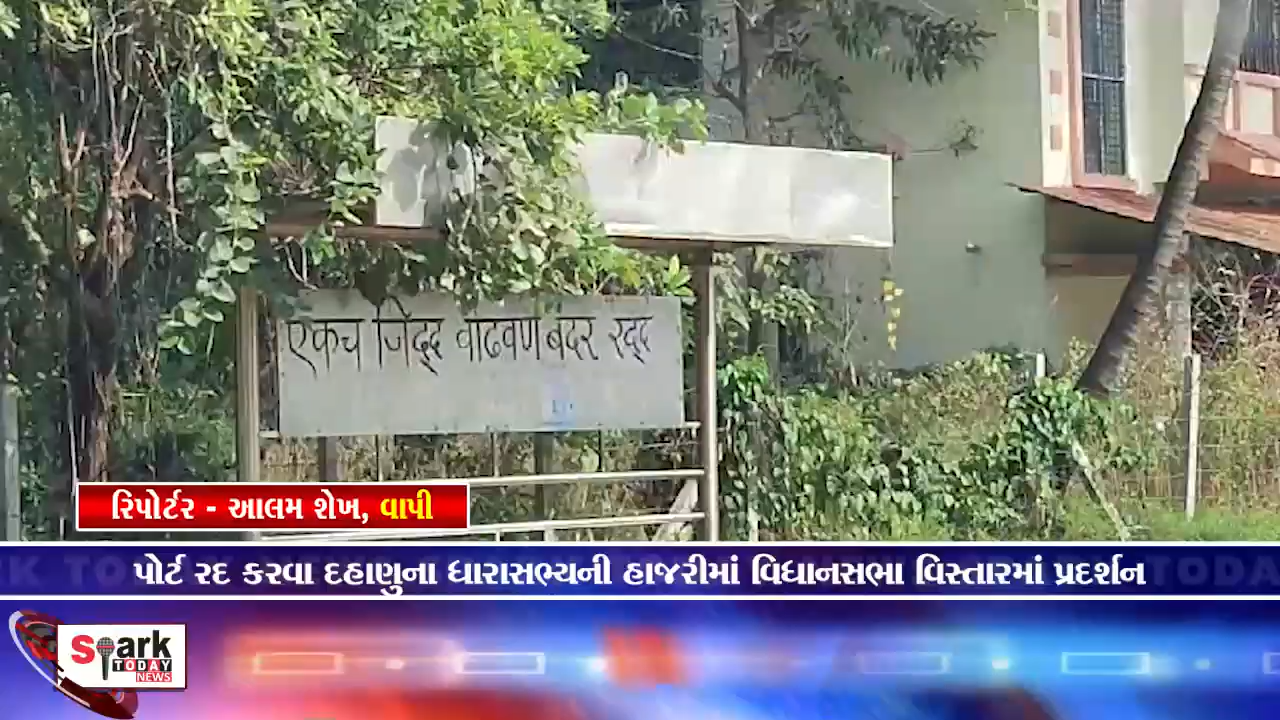 एकच जिद्द वाढवण बंदर रद्द
રિપોર્ટર - આલમ શેખ, વાપી
પોર્ટ રદ કરવા દહાણુના ધારાસભ્યની હાજરીમાં વિધાનસભા વિસ્તારમાં પ્રદર્શન
Spark
TODAY
NEWS